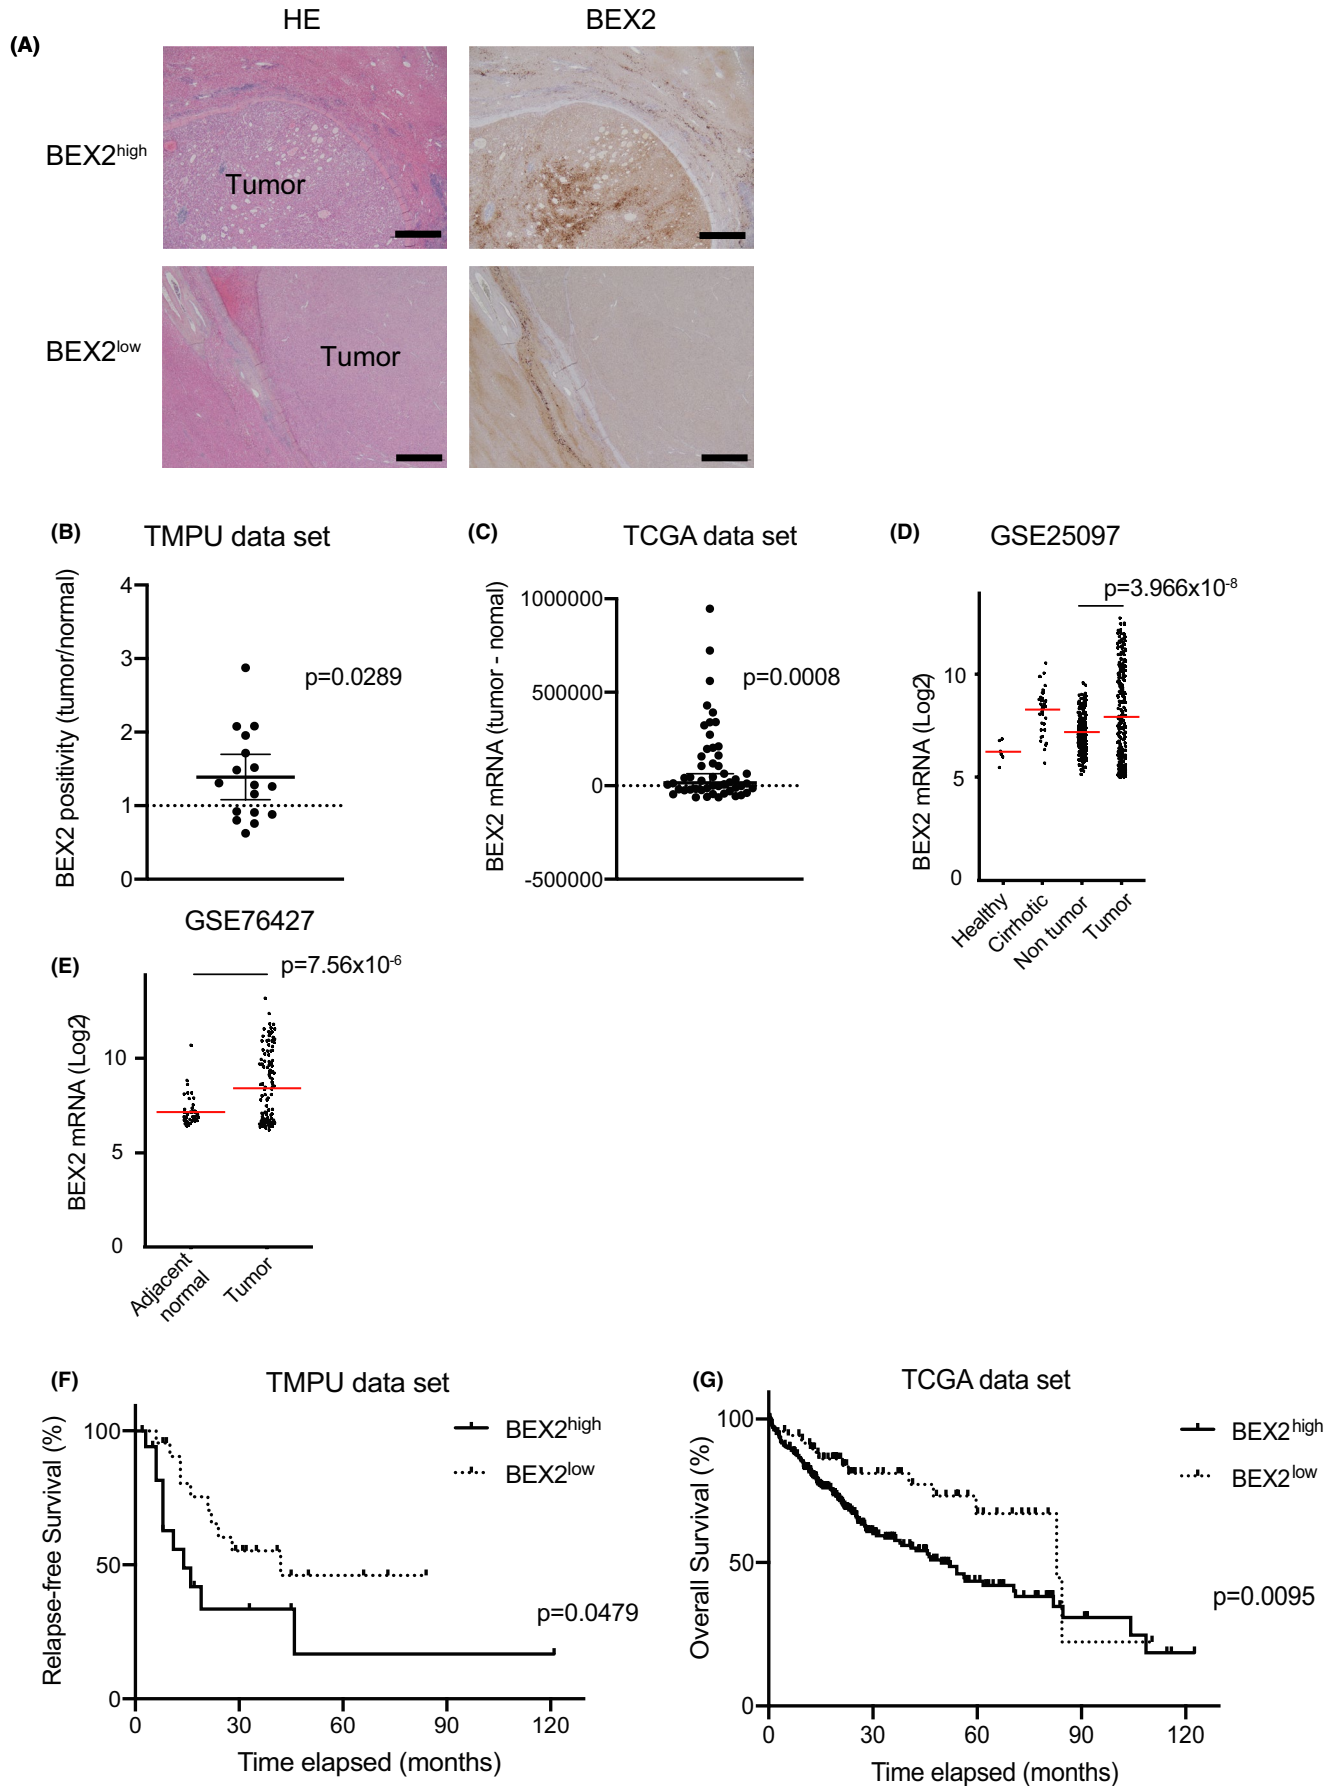 HE
BEX2
(A)
BEX2high
Tumor
BEX2low
Tumor
(B)
TMPU data set
BEX2 positivity (tumor/normal)
4
3
2
1
0
p=0.0289
(C)
TCGA data set
BEX2 mRNA (tumor - nomal)
1000000
500000
0
-500000
p=0.0008
(D)
GSE25097
p=3.966x10-8
BEX2 mRNA (Log2)
10
5
0
Healthy
Cirrhotic
Non tumor
Tumor
GSE76427
(E)
p=7.56x10-6
BEX2 mRNA (Log2)
10
5
0
Adjacent
normal
Tumor
(F)
TMPU data set
Relapse-free Survival (%)
100
50
0
BEX2high
BEX2low
p=0.0479
0
30
60
90
120
Time elapsed (months)
(G)
TCGA data set
Overall Survival (%)
100
50
0
BEX2high
BEX2low
p=0.0095
0
30
60
90
120
Time elapsed (months)